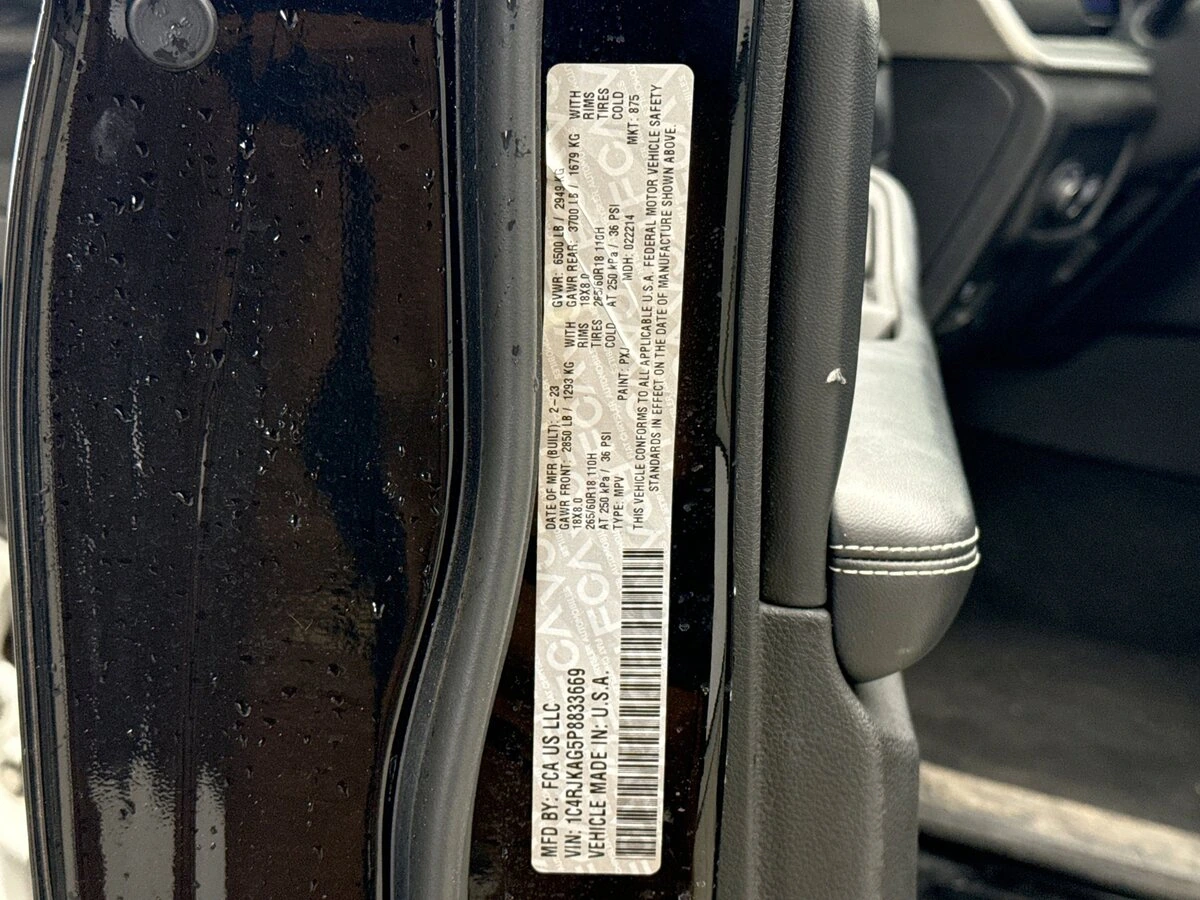 MFD BY: FCA US LLC
VIN: 1C4RJKAG5P8833669
VEHICLE MADE IN: U.S.A.
DATE OF MFR (BUILT): 2-23 GVWR: 6500 LB / 2949 KG
GAWR FRONT: 2850 LB / 1293 KG WITH GAWR REAR: 3700 LB / 1679 KG WITH
18X8.0 RIMS 18X8.0 RIMS
265/60R18 110H TIRES 265/60R18 110H TIRES
AT 250 kPa / 36 PSI COLD AT 250 kPa / 36 PSI COLD
TYPE: MPV PAINT: PXJ MDH: 022214 MKT: 875
THIS VEHICLE CONFORMS TO ALL APPLICABLE U.S.A. FEDERAL MOTOR VEHICLE SAFETY
STANDARDS IN EFFECT ON THE DATE OF MANUFACTURE SHOWN ABOVE.